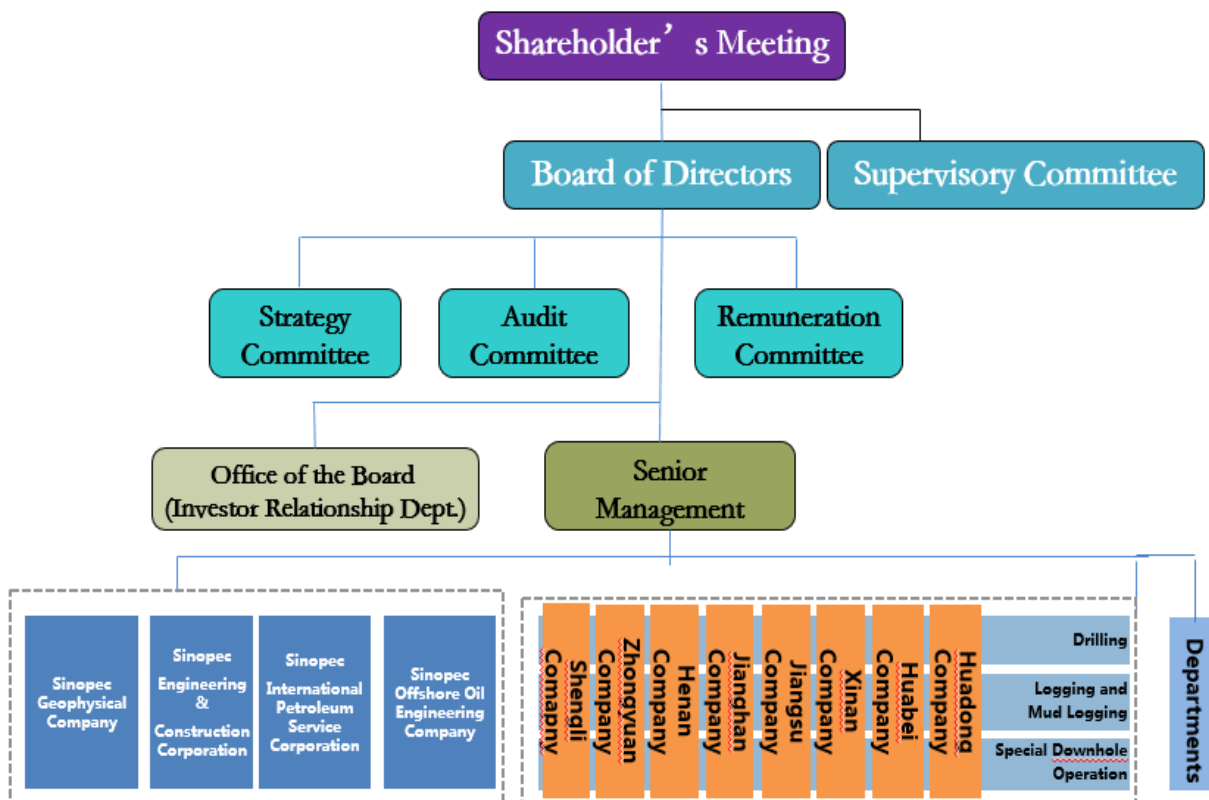 Shareholder’s Meeting
Board of Directors
Supervisory Committee
Strategy
Committee
Audit
Committee
Remuneration
Committee
Office of the Board
(Investor Relationship Dept.)
Senior
Management
Sinopec
Geophysical
Company
Sinopec
Engineering
&
Construction
Corporation
Sinopec
International
Petroleum
Service
Corporation
Sinopec
Offshore Oil
Engineering
Company
Shengli
Comapny
Zhongyuan
Company
Henan
Company
Jianghan
Company
Jiangsu
Company
Xinan
Company
Huabei
Company
Huadong
Company
Drilling
Logging and
Mud Logging
Special Downhole
Operation
Departments